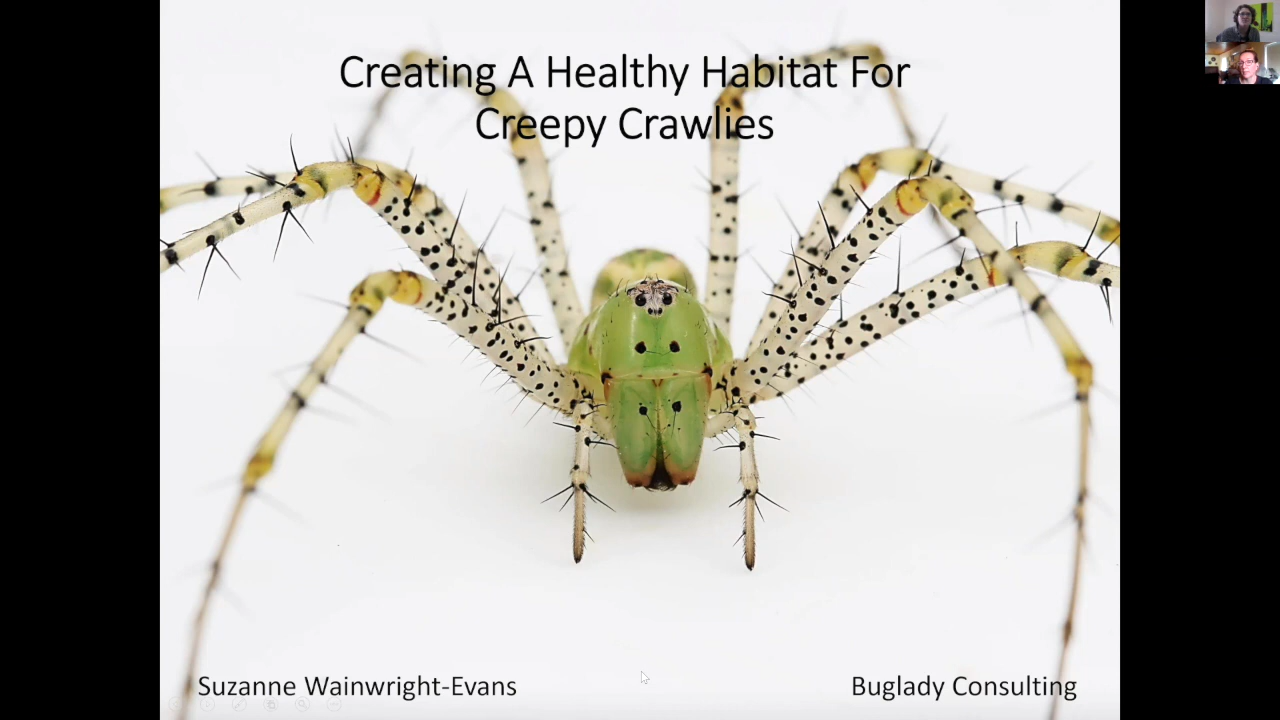 Creating A Healthy Habitat For
Creepy Crawlies
Suzanne Wainwright-Evans
Buglady Consulting